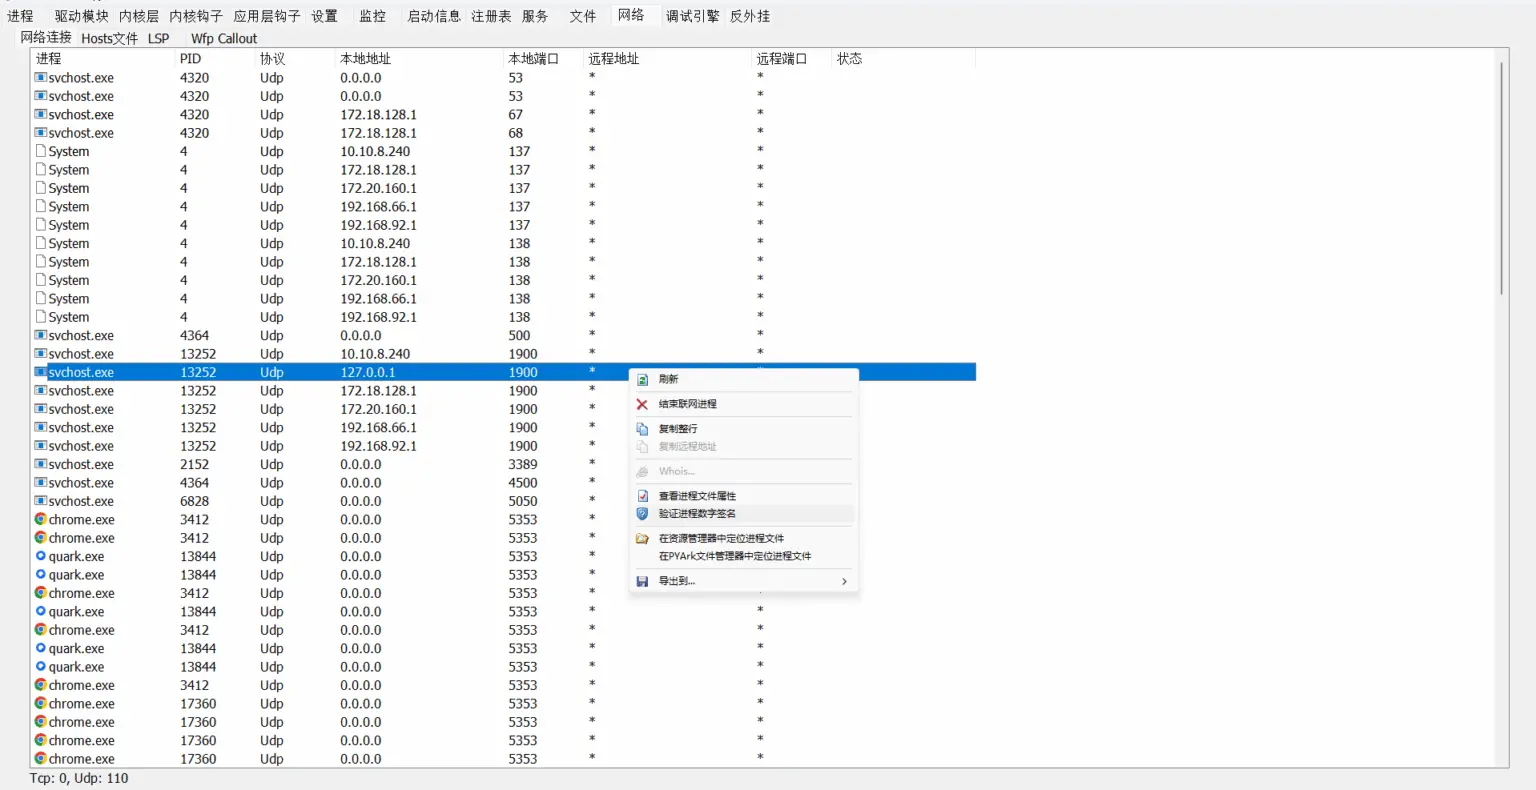 进程 驱动模块 内核层 内核钩子 应用层钩子 设置 监控 启动信息 注册表 服务 文件 网络 调试引擎 反外挂
网络连接 Hosts文件 LSP Wfp Callout
进程 PID 协议 本地地址 本地端口 远程地址 远程端口 状态
svchost.exe 4320 Udp 0.0.0.0 53 * *
svchost.exe 4320 Udp 0.0.0.0 53 * *
svchost.exe 4320 Udp 172.18.128.1 67 * *
svchost.exe 4320 Udp 172.18.128.1 68 * *
System 4 Udp 10.10.8.240 137 * *
System 4 Udp 172.18.128.1 137 * *
System 4 Udp 172.20.160.1 137 * *
System 4 Udp 192.168.66.1 137 * *
System 4 Udp 192.168.92.1 137 * *
System 4 Udp 10.10.8.240 138 * *
System 4 Udp 172.18.128.1 138 * *
System 4 Udp 172.20.160.1 138 * *
System 4 Udp 192.168.66.1 138 * *
System 4 Udp 192.168.92.1 138 * *
svchost.exe 4364 Udp 0.0.0.0 500 * *
svchost.exe 13252 Udp 10.10.8.240 1900 * *
svchost.exe 13252 Udp 127.0.0.1 1900 *
svchost.exe 13252 Udp 172.18.128.1 1900 *
svchost.exe 13252 Udp 172.20.160.1 1900 *
svchost.exe 13252 Udp 192.168.66.1 1900 *
svchost.exe 13252 Udp 192.168.92.1 1900 *
svchost.exe 2152 Udp 0.0.0.0 3389 *
svchost.exe 4364 Udp 0.0.0.0 4500 *
svchost.exe 6828 Udp 0.0.0.0 5050 *
chrome.exe 3412 Udp 0.0.0.0 5353 *
chrome.exe 3412 Udp 0.0.0.0 5353 *
quark.exe 13844 Udp 0.0.0.0 5353 *
quark.exe 13844 Udp 0.0.0.0 5353 *
chrome.exe 3412 Udp 0.0.0.0 5353 *
quark.exe 13844 Udp 0.0.0.0 5353 * *
chrome.exe 3412 Udp 0.0.0.0 5353 * *
quark.exe 13844 Udp 0.0.0.0 5353 * *
quark.exe 13844 Udp 0.0.0.0 5353 * *
chrome.exe 3412 Udp 0.0.0.0 5353 * *
chrome.exe 17360 Udp 0.0.0.0 5353 * *
chrome.exe 17360 Udp 0.0.0.0 5353 * *
chrome.exe 17360 Udp 0.0.0.0 5353 * *
chrome.exe 17360 Udp 0.0.0.0 5353 * *
刷新
结束联网进程
复制整行
复制远程地址
Whois...
查看进程文件属性
验证进程数字签名
在资源管理器中定位进程文件
在PYArk文件管理器中定位进程文件
导出到...
Tcp: 0, Udp: 110